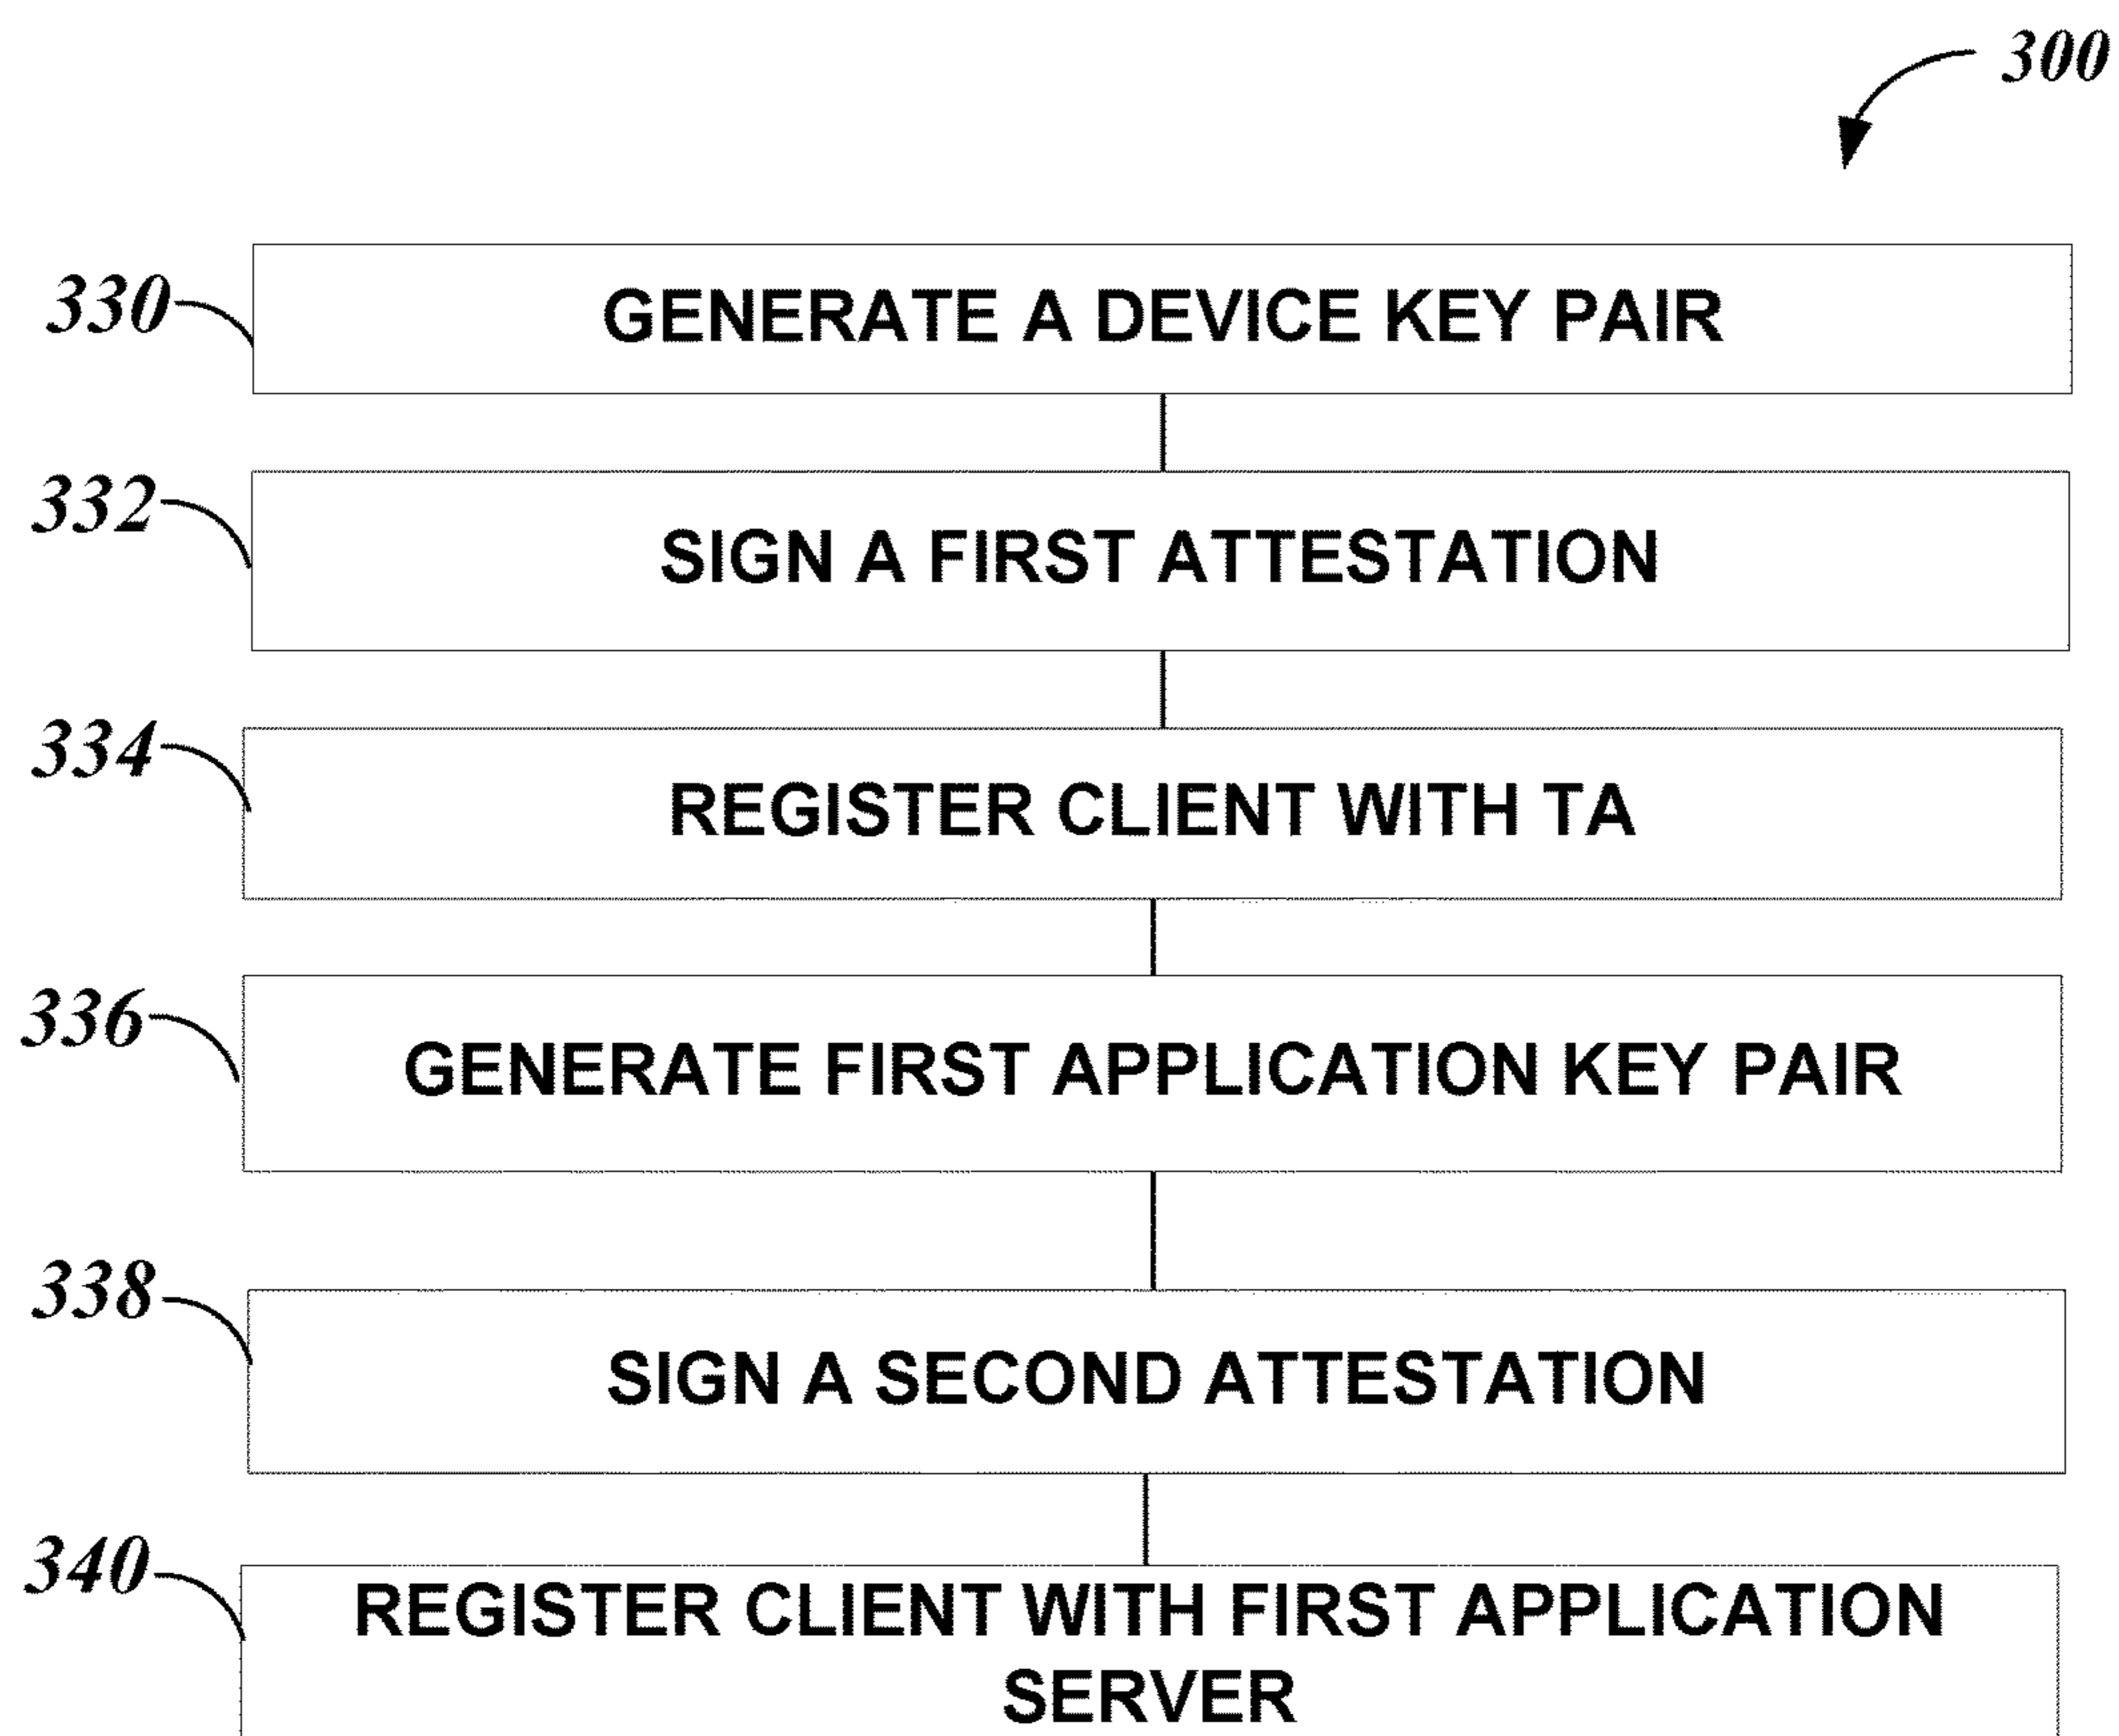 300
330
GENERATE A DEVICE KEY PAIR
332
SIGN A FIRST ATTESTATION
334
REGISTER CLIENT WITH TA
336
GENERATE FIRST APPLICATION KEY PAIR
338
SIGN A SECOND ATTESTATION
340
REGISTER CLIENT WITH FIRST APPLICATION
SERVER